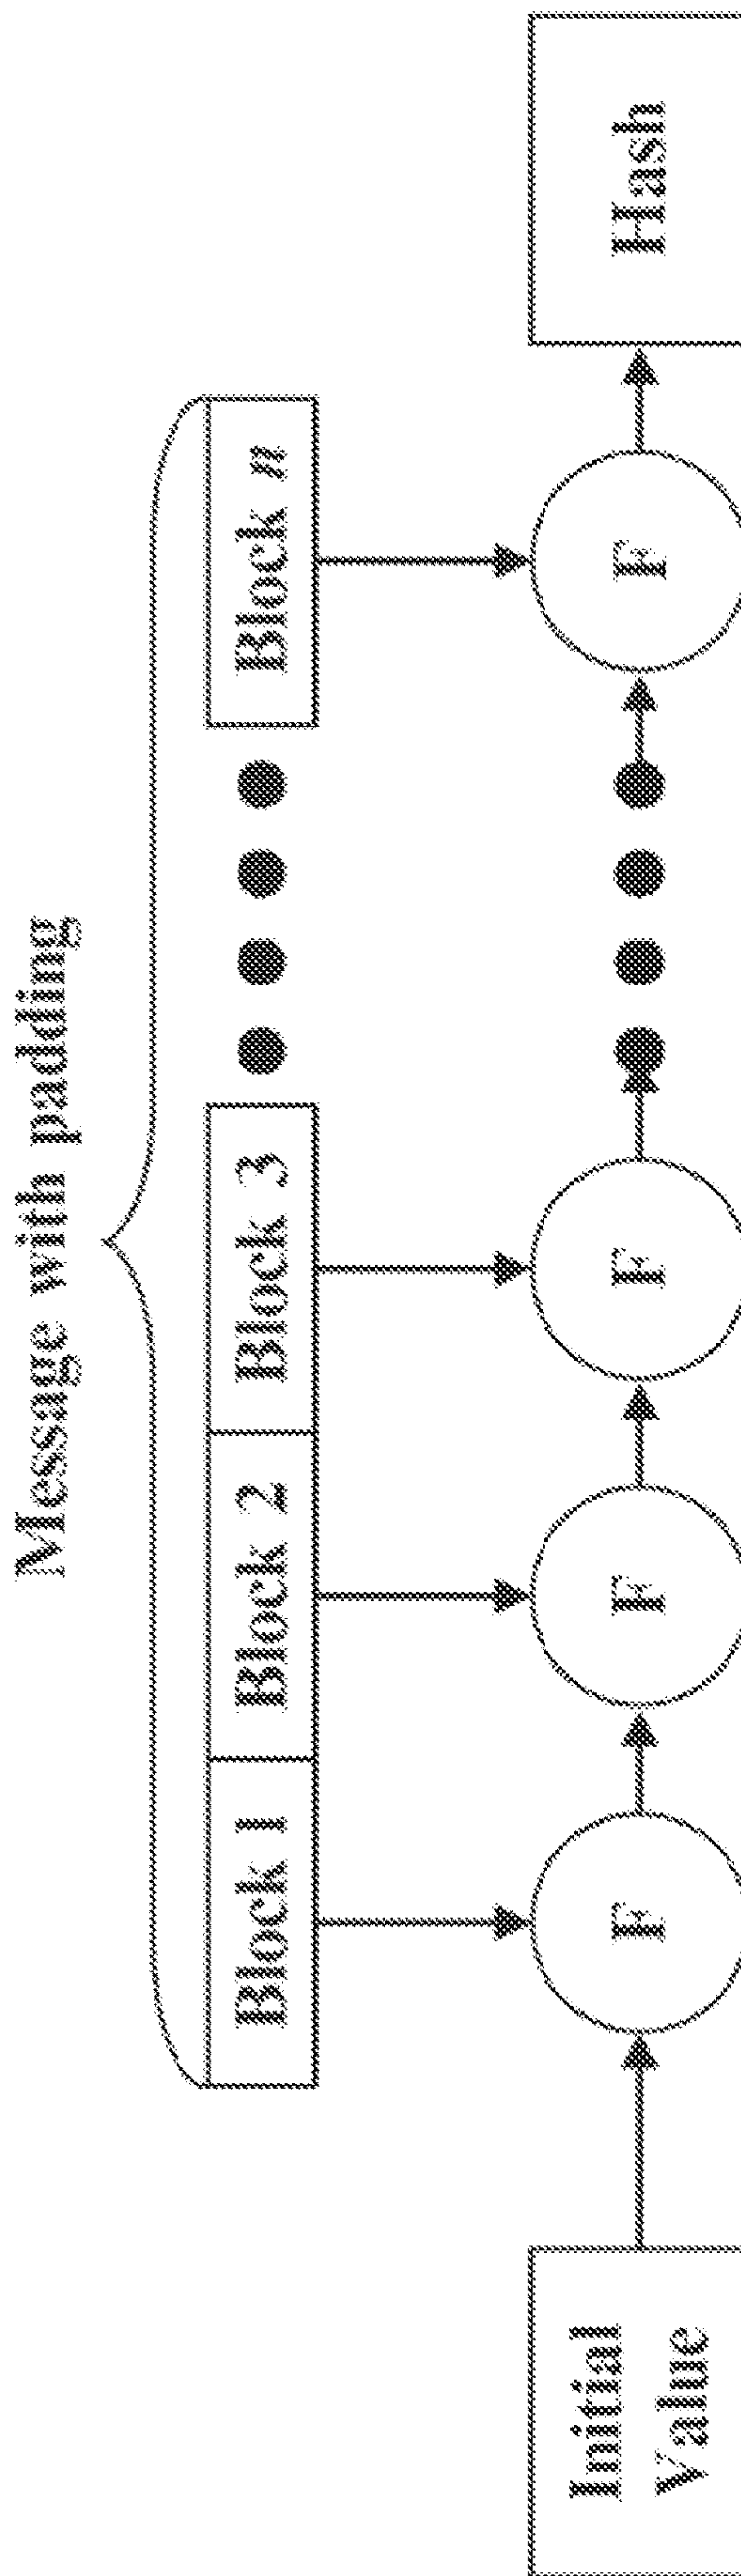 Message with padding
Block 1
Block 2
Block 3
Block n
Initial
Value
F
F
F
F
Hash